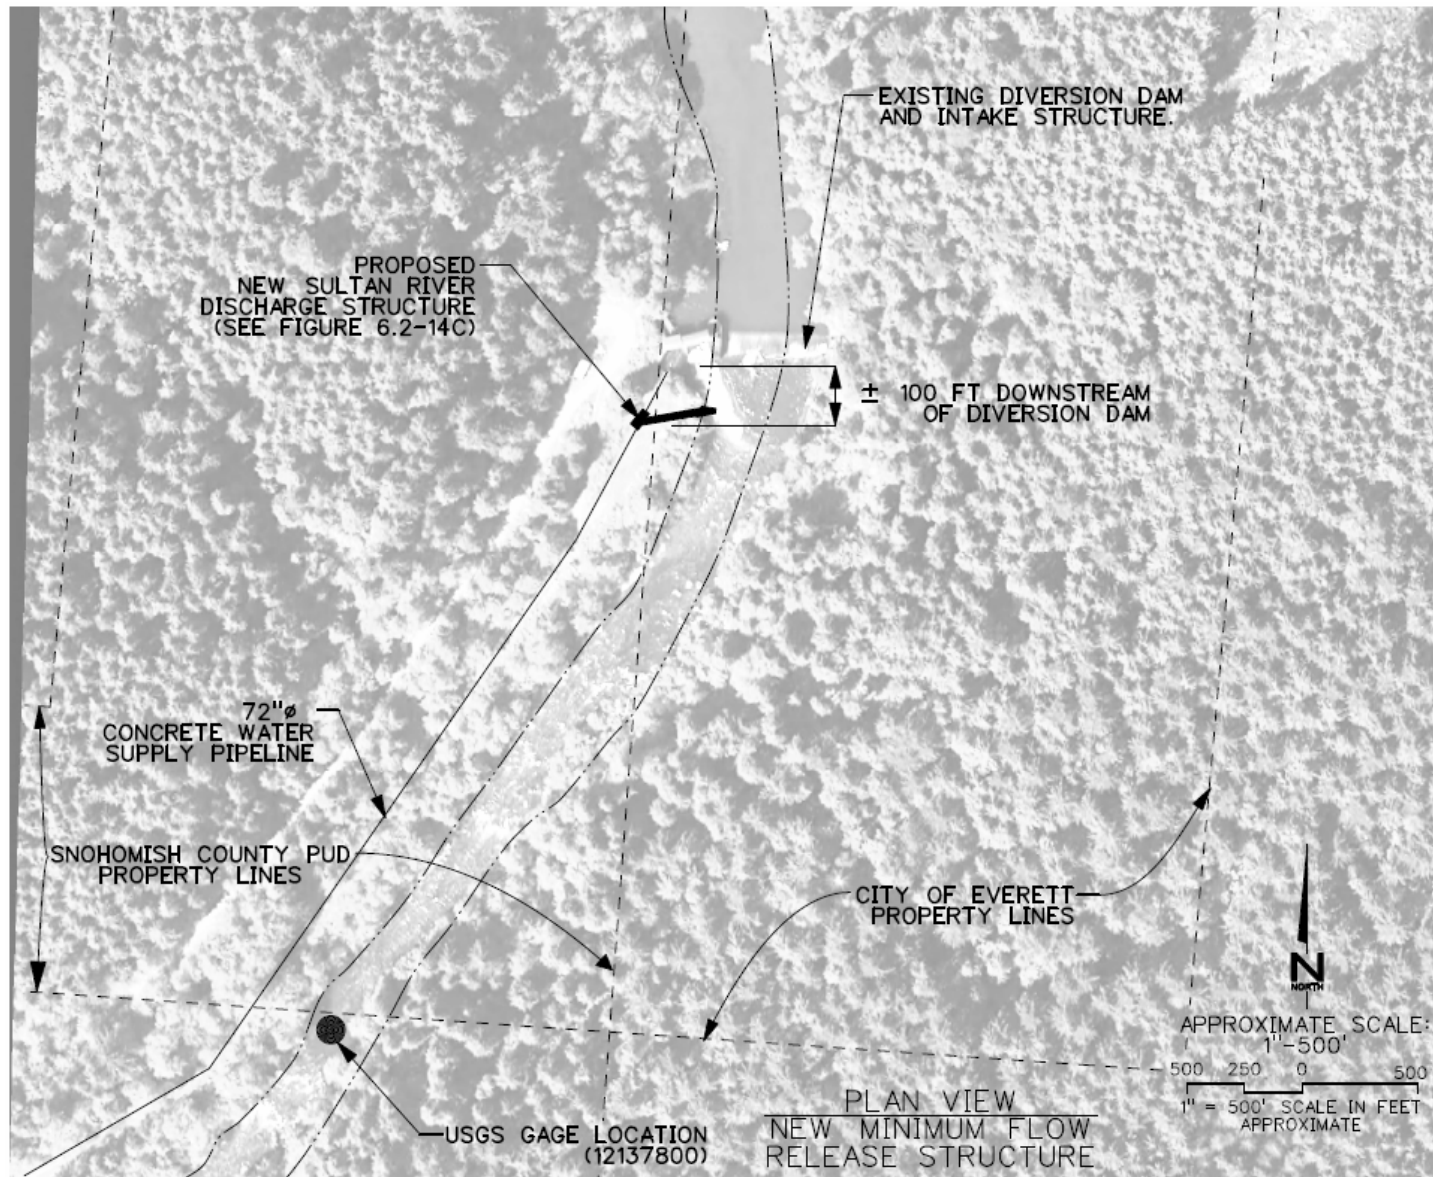 EXISTING DIVERSION DAM
AND INTAKE STRUCTURE.
PROPOSED
NEW SULTAN RIVER
DISCHARGE STRUCTURE
(SEE FIGURE 6.2-14C)
± 100 FT DOWNSTREAM
OF DIVERSION DAM
72"ø
CONCRETE WATER
SUPPLY PIPELINE
SNOHOMISH COUNTY PUD
PROPERTY LINES
CITY OF EVERETT
PROPERTY LINES
N
NORTH
APPROXIMATE SCALE:
1"-500'
500 250 0 500
1" = 500' SCALE IN FEET
APPROXIMATE
PLAN VIEW
NEW MINIMUM FLOW
RELEASE STRUCTURE
USGS GAGE LOCATION
(12137800)